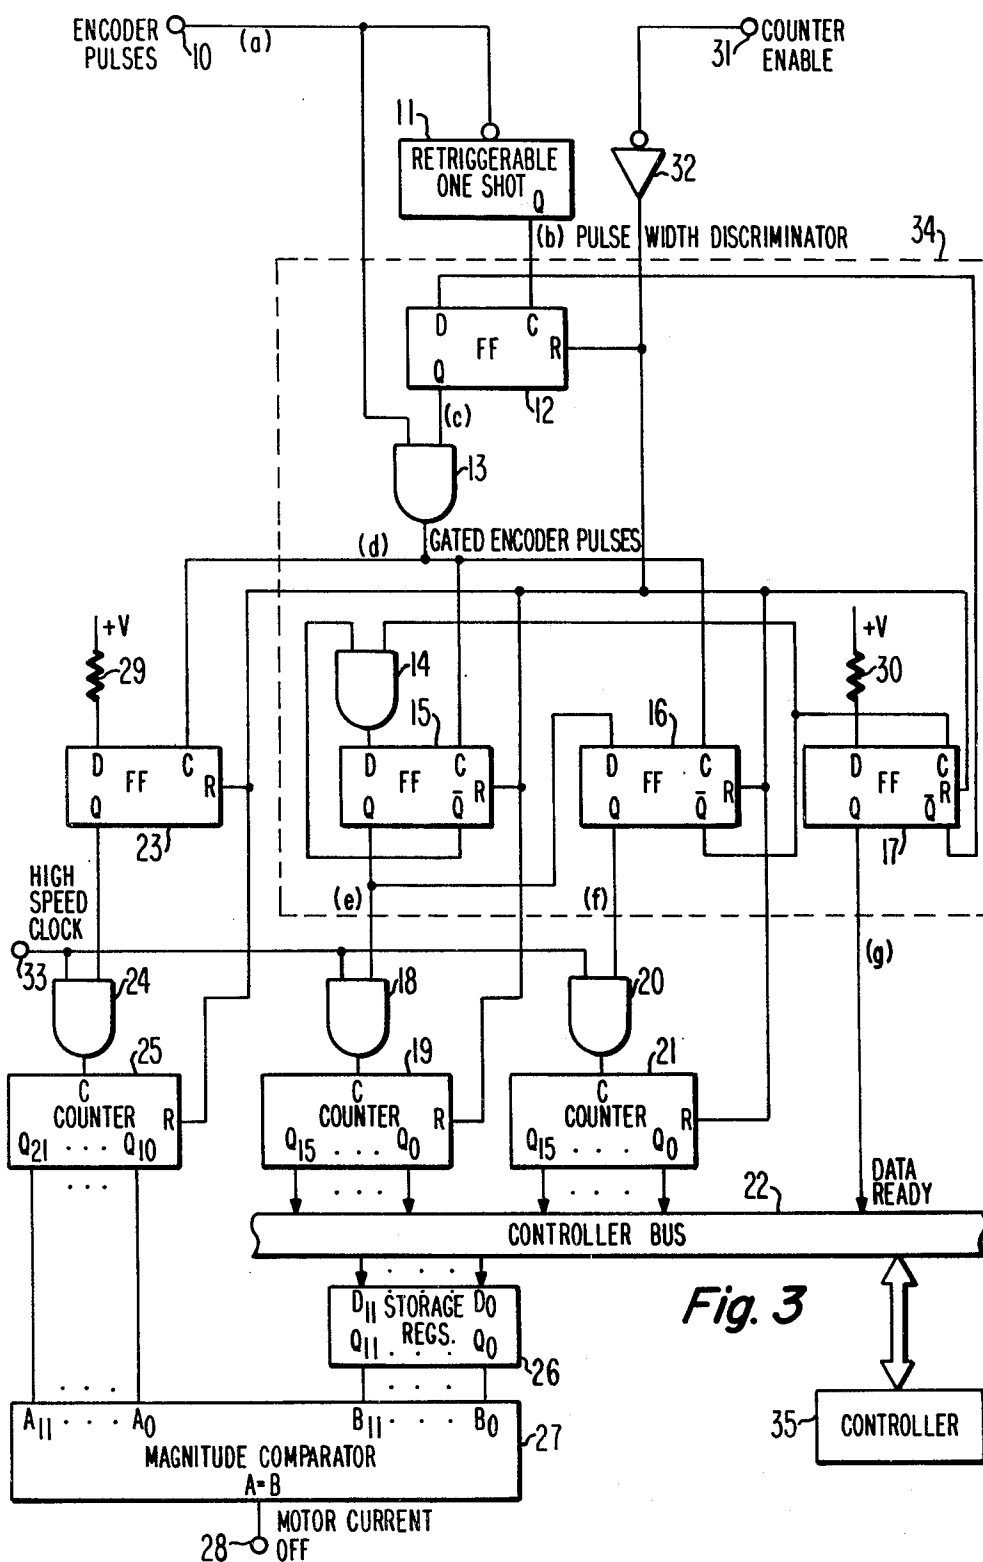 ENCODER
PULSES
10
(a)
31
COUNTER
ENABLE
11
RETRIGGERABLE
ONE SHOT
Q
32
(b) PULSE WIDTH DISCRIMINATOR
34
D C
FF
R
Q
12
(c)
13
(d)
GATED ENCODER PULSES
+V
29
14
+V
30
15
16
D C
FF
R
Q
23
D C
FF
R
Q Q̅
D C
FF
R
Q Q̅
D C
FF
R
Q Q̅
17
HIGH
SPEED
CLOCK
33
(e)
(f)
(g)
24
18
20
25
19
21
C
COUNTER
R
Q21 . . . Q10
. . .
C
COUNTER
R
Q15 . . . Q0
. . . .
C
COUNTER
R
Q15 . . . Q0
. . . .
DATA
READY
22
CONTROLLER BUS
. . . .
D11 STORAGE D0
REGS.
Q11 . . . Q0
26
Fig. 3
. . .
. . . .
A11 . . . A0
B11 . . . B0
27
MAGNITUDE COMPARATOR
A=B
35
CONTROLLER
28
MOTOR CURRENT
OFF